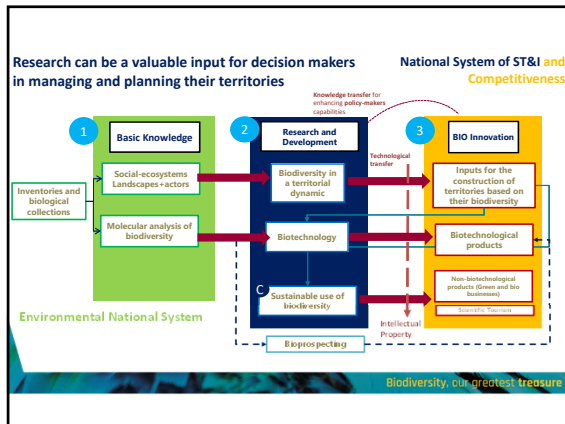 Research can be a valuable input for decision makers
in managing and planning their territories
National System of ST&I and
Competitiveness
Knowledge transfer for
enhancing policy-makers
capabilities
1
Basic Knowledge
2
Research and
Development
3
BIO Innovation
Technological
transfer
Inventories and
biological
collections
Social-ecosystems
Landscapes+actors
Biodiversity in
a territorial
dynamic
Inputs for the
construction of
territories based on
their biodiversity
Molecular analysis of
biodiversity
Biotechnology
Biotechnological
products
C
Sustainable use of
biodiversity
Non-biotechnological
products (Green and bio
businesses)
Scientific Tourism
Environmental National System
Intellectual
Property
Bioprospecting
Biodiversity, our greatest treasure